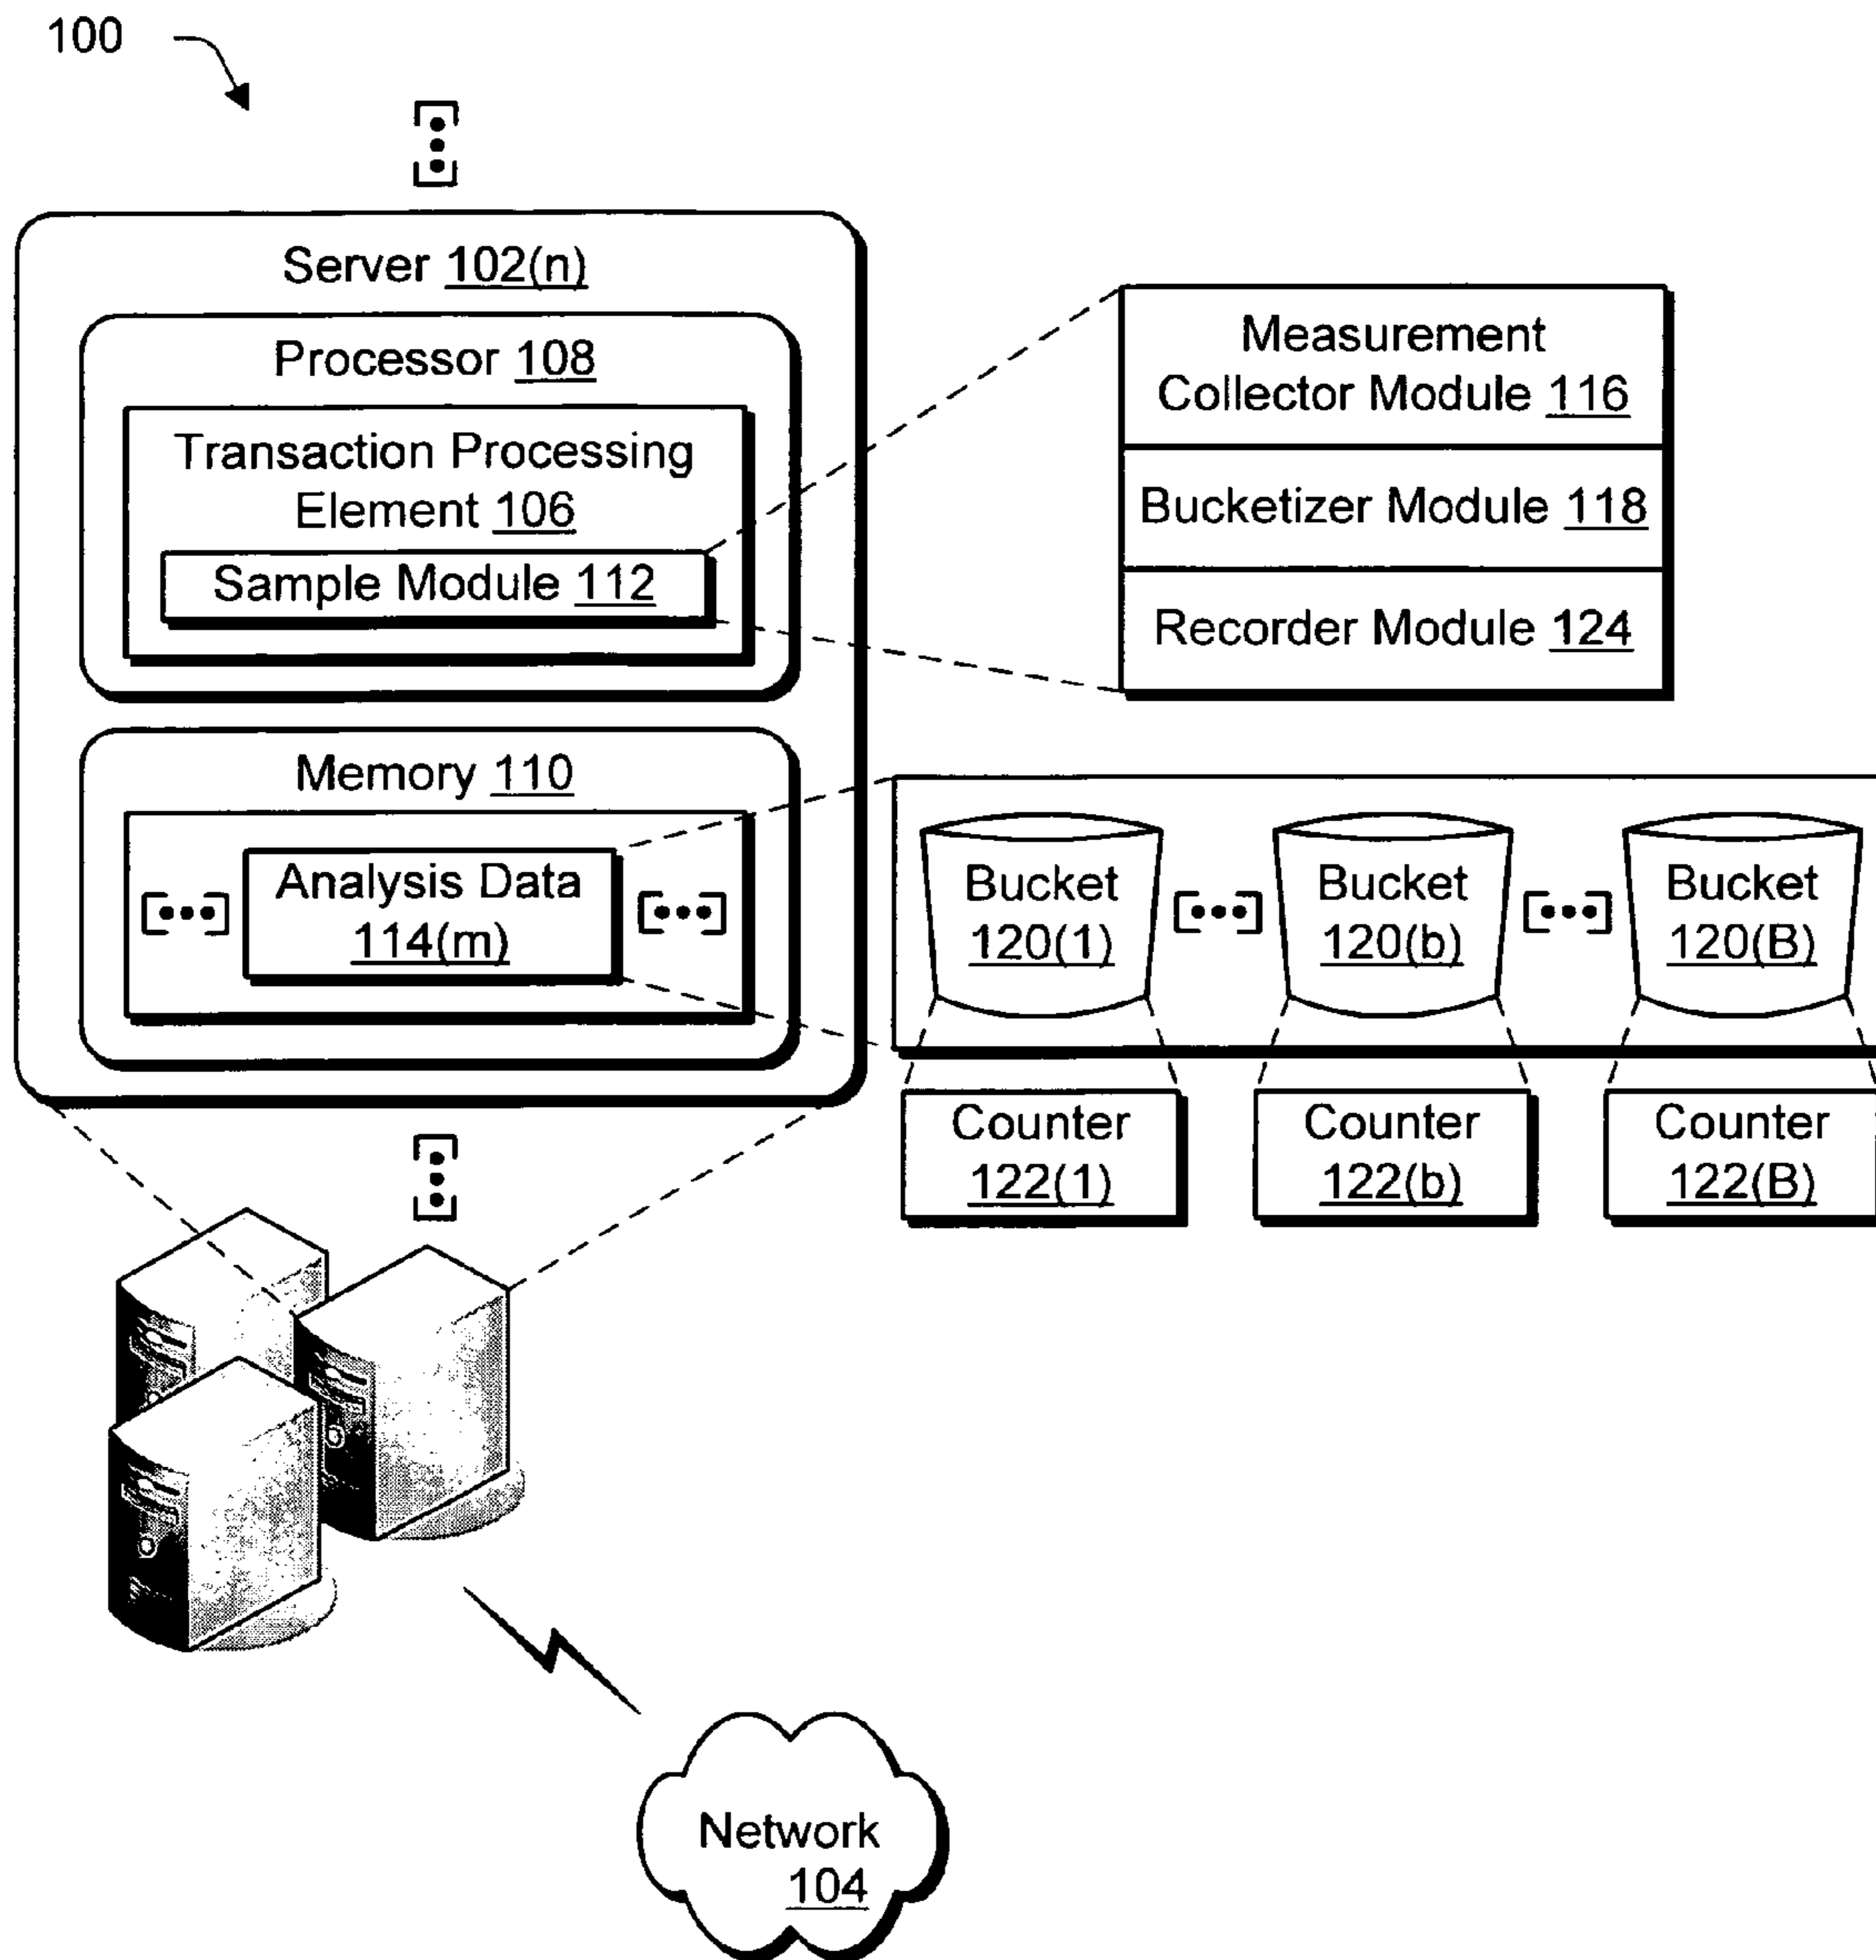 100
Server 102(n)
Processor 108
Transaction Processing
Element 106
Sample Module 112
Measurement
Collector Module 116
Bucketizer Module 118
Recorder Module 124
Memory 110
Analysis Data
114(m)
Bucket
120(1)
Bucket
120(b)
Bucket
120(B)
Counter
122(1)
Counter
122(b)
Counter
122(B)
Network
104